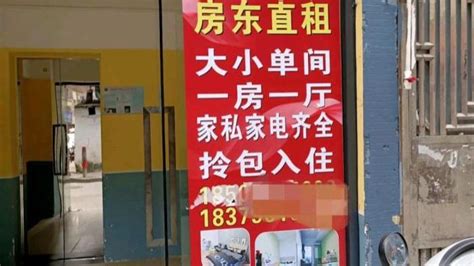 房东直租
大小单间
一房一厅
家私家电齐全
拎包入住